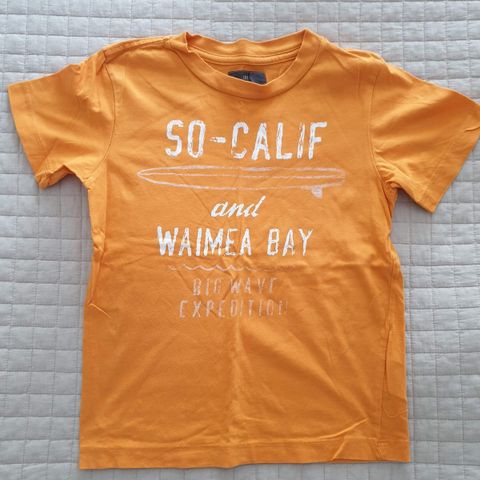 SO-CALIF
and
WAIMEA BAY
BIG WAVE
EXPEDITION